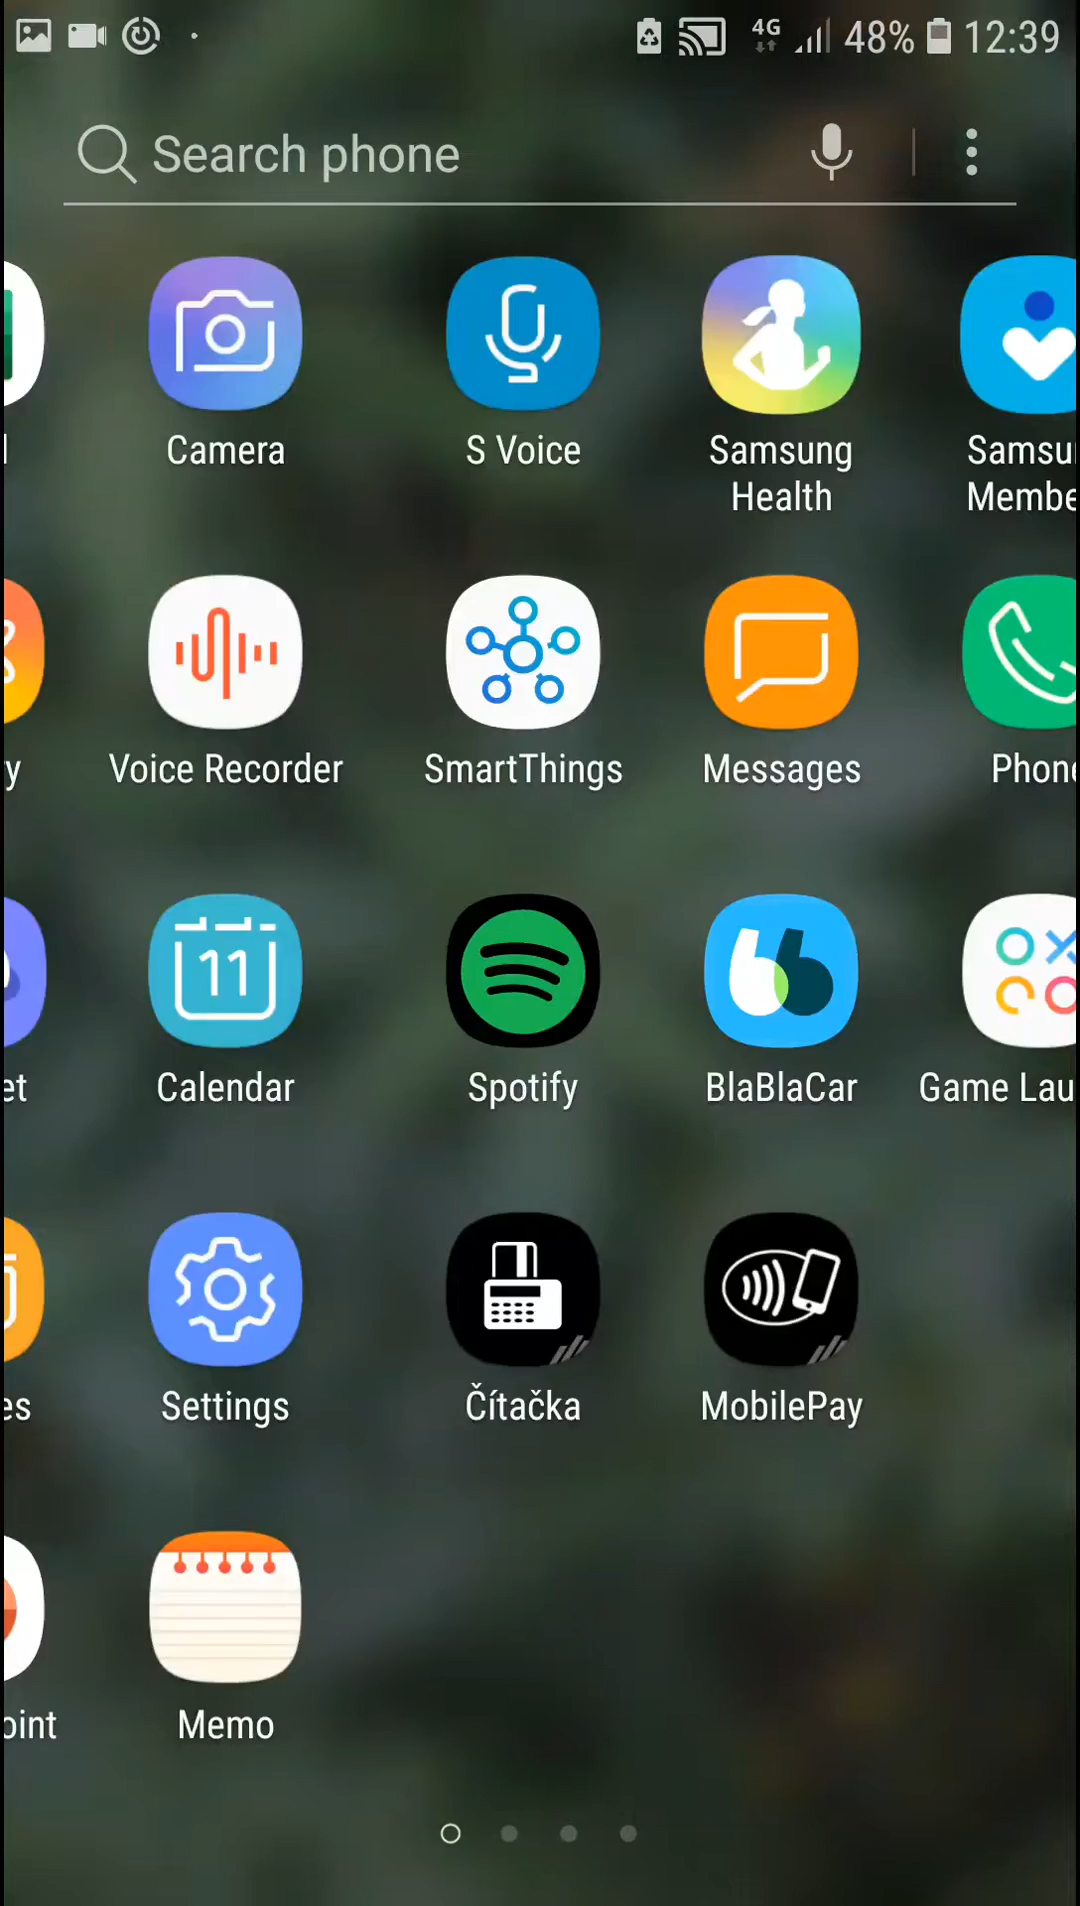 4G 48% 12:39
Search phone
Camera
S Voice
Samsung
Health
Samsu
Membe
Voice Recorder
SmartThings
Messages
Phone
y
11
et
Calendar
Spotify
BlaBlaCar
Game Lau
es
Settings
Čítačka
MobilePay
oint
Memo